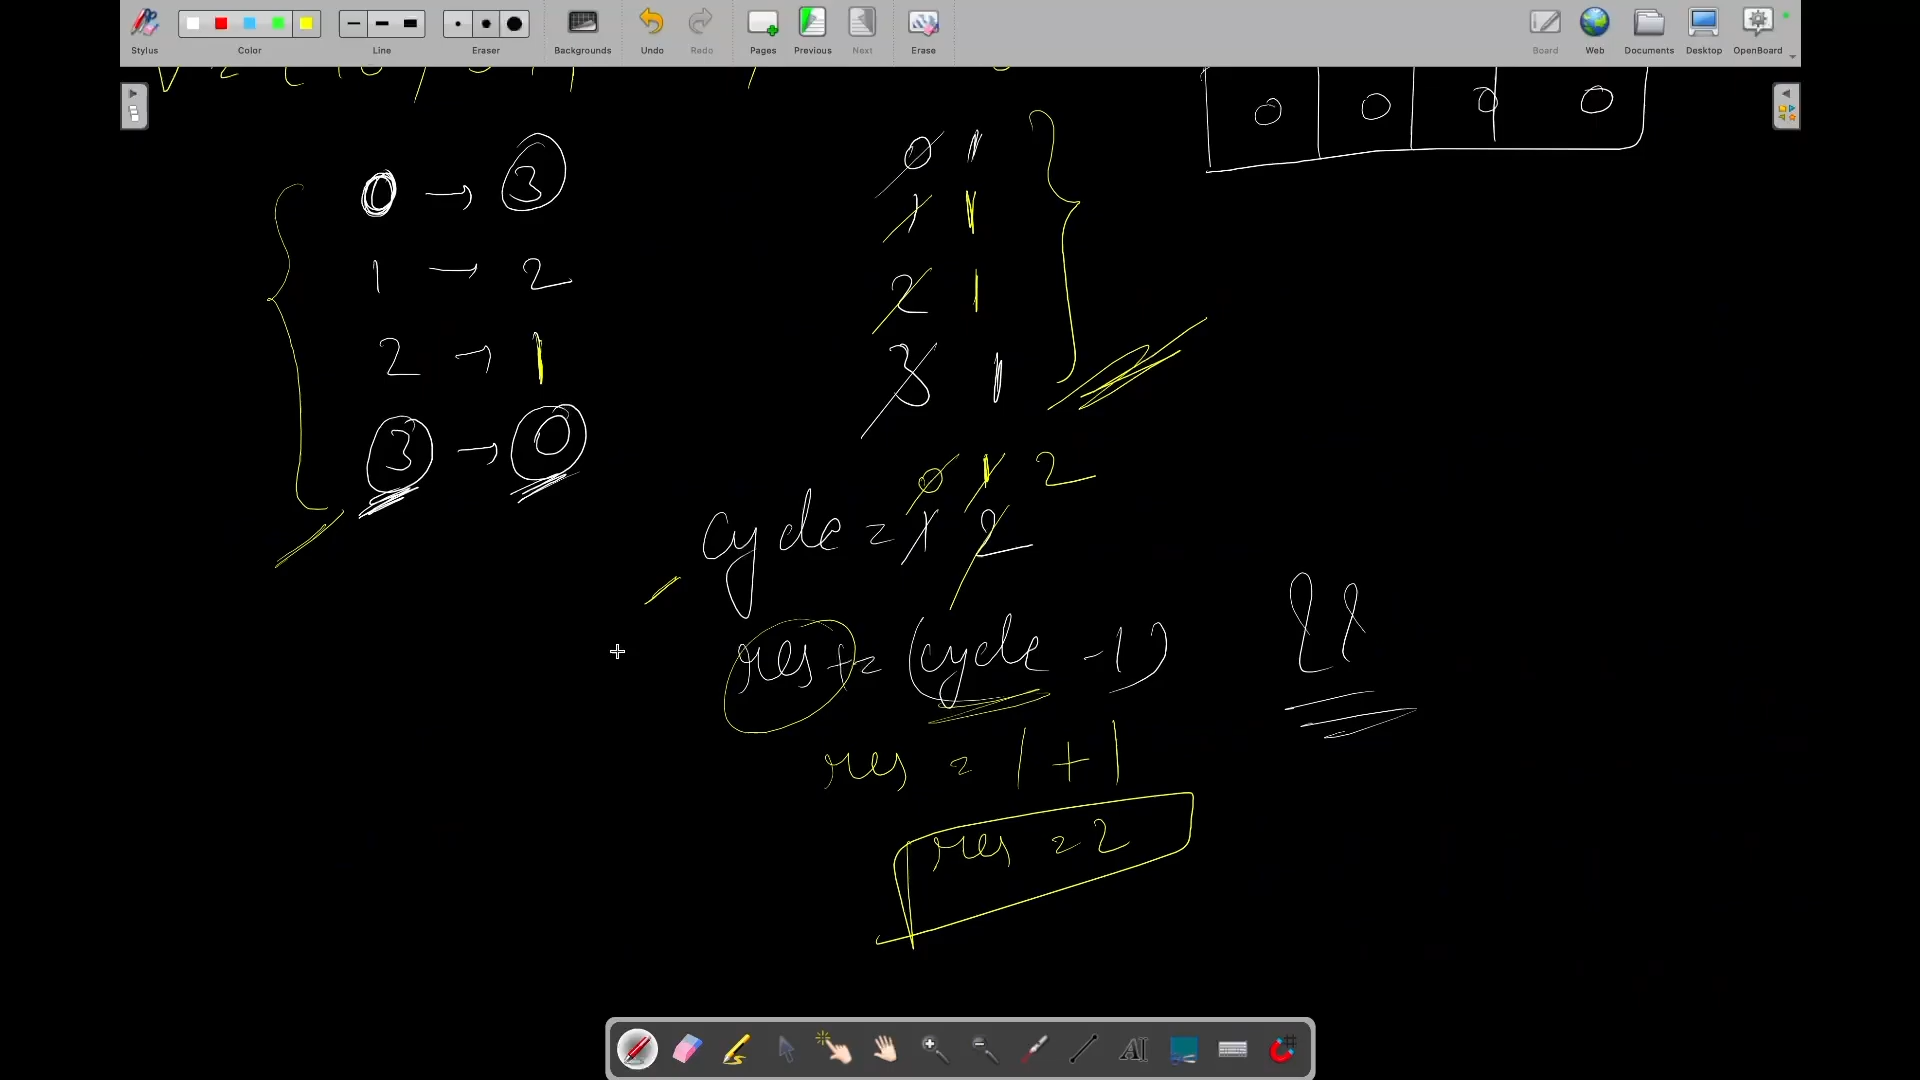 Stylus Color Line Eraser Backgrounds Undo Redo Pages Previous Next Erase Board Web Documents Desktop OpenBoard
0 0 0 0
0 → 3
1 → 2
2 → 1
3 → 0
0 1
1 1
2 1
3 1
0 1 2
cycle = 1 2
res += (cycle - 1)
res = 1 + 1
res = 2